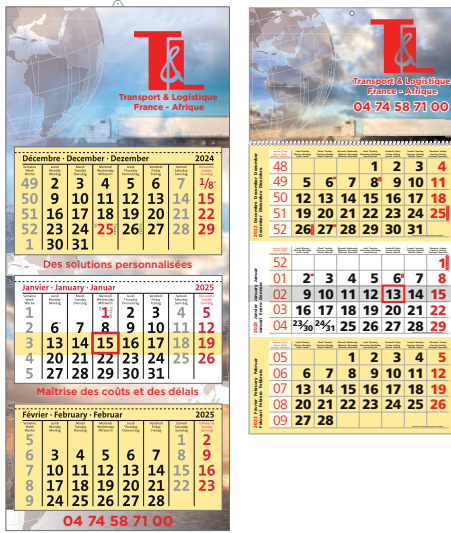 T&L
Transport & Logistique
France - Afrique
Décembre · December · Dezember 2024
49 2 3 4 5 6 7 1/8
50 9 10 11 12 13 14 15
51 16 17 18 19 20 21 22
52 23 24 25 26 27 28 29
1 30 31
Des solutions personnalisées
Janvier · January · Januar 2025
1 1 2 3 4 5
2 6 7 8 9 10 11 12
3 13 14 15 16 17 18 19
4 20 21 22 23 24 25 26
5 27 28 29 30 31
Maîtrise des coûts et des délais
Février · February · Februar 2025
5 1 2
6 3 4 5 6 7 8 9
7 10 11 12 13 14 15 16
8 17 18 19 20 21 22 23
9 24 25 26 27 28
04 74 58 71 00
T&L
Transport & Logistique
France - Afrique
04 74 58 71 00
48 1 2 3 4
49 5 6 7 8 9 10 11
50 12 13 14 15 16 17 18
51 19 20 21 22 23 24 25
52 26 27 28 29 30 31
52 1
01 2 3 4 5 6 7 8
02 9 10 11 12 13 14 15
03 16 17 18 19 20 21 22
04 23/30 24/31 25 26 27 28 29
05 1 2 3 4 5
06 6 7 8 9 10 11 12
07 13 14 15 16 17 18 19
08 20 21 22 23 24 25 26
09 27 28